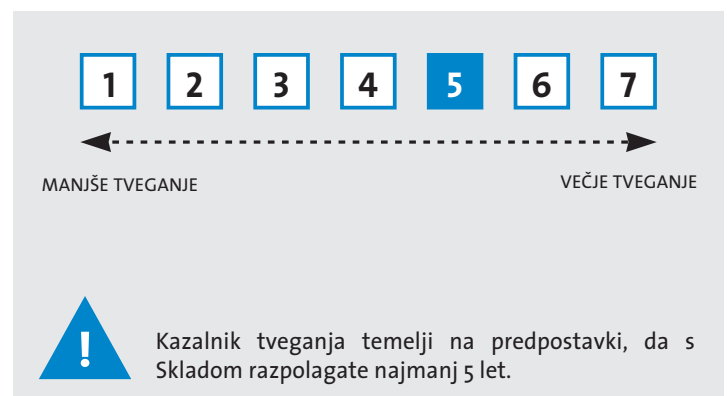 1 2 3 4 5 6 7
MANJŠE TVEGANJE VEČJE TVEGANJE
! Kazalnik tveganja temelji na predpostavki, da s
Skladom razpolagate najmanj 5 let.